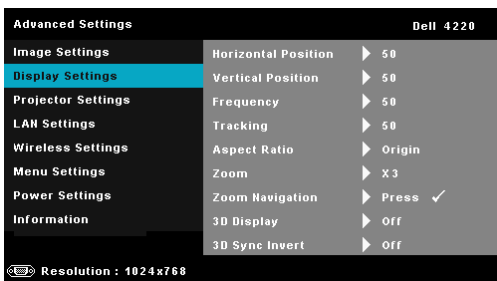 Advanced Settings Dell 4220
Image Settings Horizontal Position 50
Display Settings Vertical Position 50
Projector Settings Frequency 50
LAN Settings Tracking 50
Wireless Settings Aspect Ratio Origin
Menu Settings Zoom X3
Power Settings Zoom Navigation Press ✓
Information 3D Display Off
3D Sync Invert Off
Resolution : 1024x768